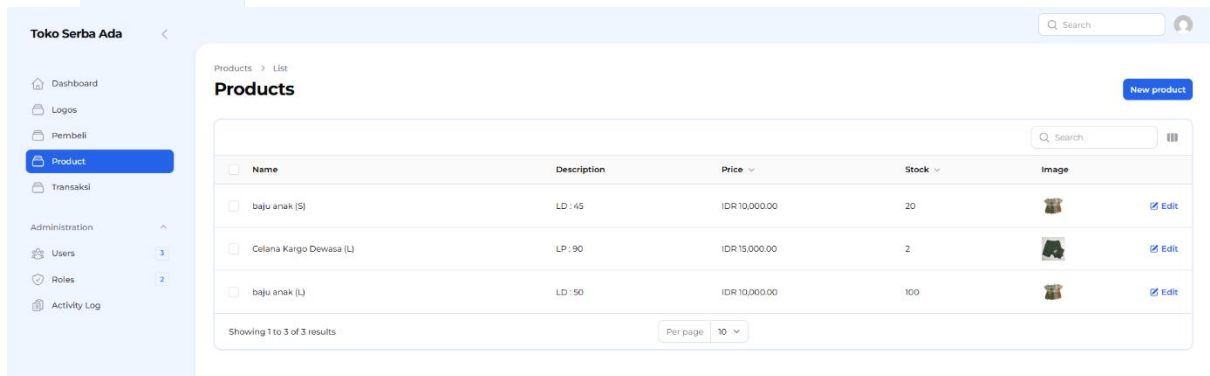 Toko Serba Ada
Search
Dashboard
Logos
Pembeli
Product
Transaksi
Administration
Users 3
Roles 2
Activity Log
Products > List
Products
New product
Search
Name Description Price Stock Image
baju anak (S) LD : 45 IDR 10,000.00 20 Edit
Celana Kargo Dewasa (L) LP : 90 IDR 15,000.00 2 Edit
baju anak (L) LD : 50 IDR 10,000.00 100 Edit
Showing 1 to 3 of 3 results Per page 10